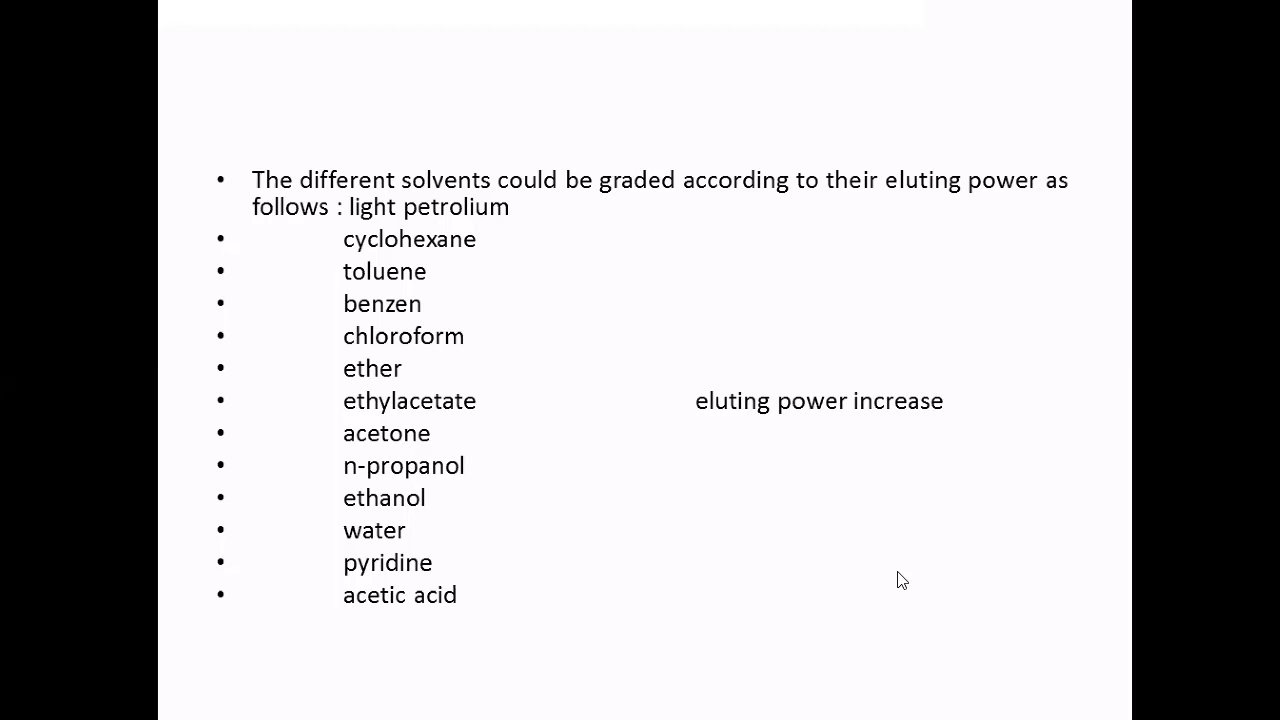 • The different solvents could be graded according to their eluting power as
follows : light petrolium
• cyclohexane
• toluene
• benzen
• chloroform
• ether
• ethylacetate eluting power increase
• acetone
• n-propanol
• ethanol
• water
• pyridine
• acetic acid